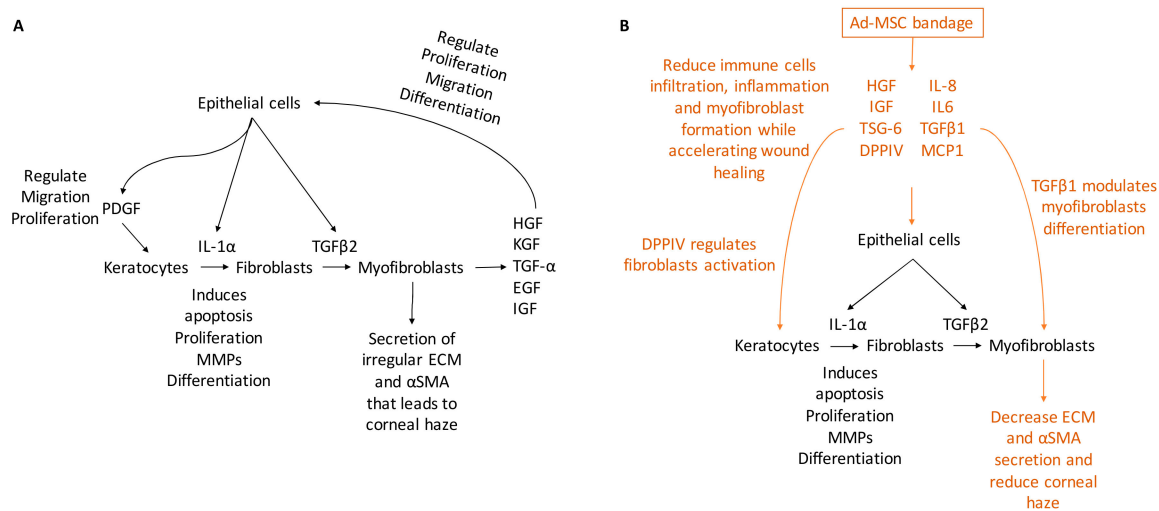 A
Regulate
Proliferation
Migration
Differentiation
Epithelial cells
Regulate
Migration
Proliferation
PDGF
IL-1α
TGFβ2
Keratocytes
Fibroblasts
Myofibroblasts
HGF
KGF
TGF-α
EGF
IGF
Induces
apoptosis
Proliferation
MMPs
Differentiation
Secretion of
irregular ECM
and αSMA
that leads to
corneal haze
B
Ad-MSC bandage
Reduce immune cells
infiltration, inflammation
and myofibroblast
formation while
accelerating wound
healing
HGF IL-8
IGF IL6
TSG-6 TGFβ1
DPPIV MCP1
TGFβ1 modulates
myofibroblasts
differentiation
DPPIV regulates
fibroblasts activation
Epithelial cells
IL-1α
TGFβ2
Keratocytes
Fibroblasts
Myofibroblasts
Induces
apoptosis
Proliferation
MMPs
Differentiation
Decrease ECM
and αSMA
secretion and
reduce corneal
haze